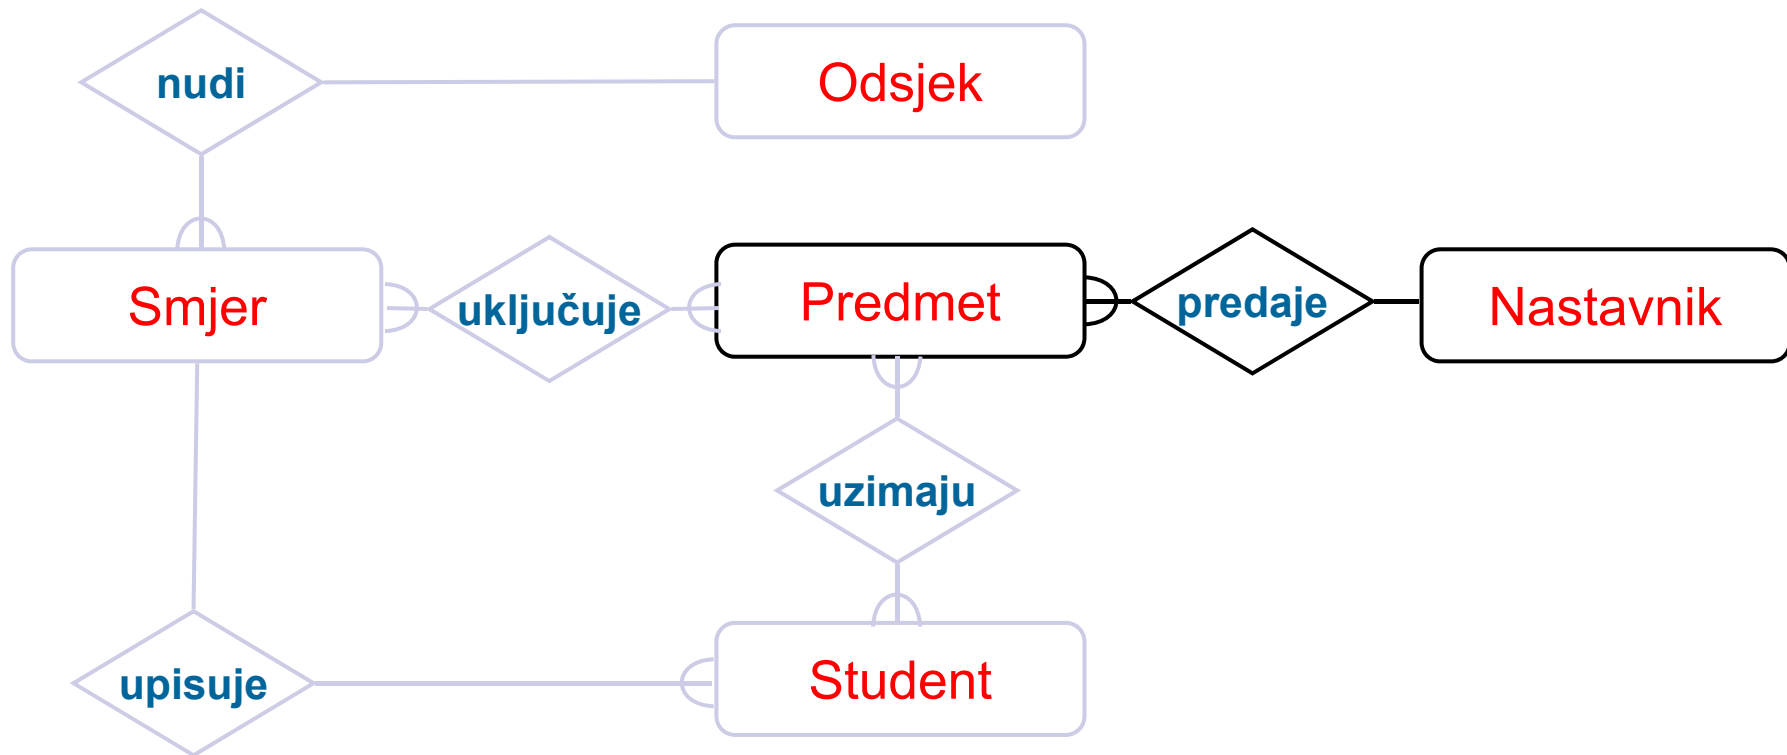 nudi
Odsjek
Smjer
uključuje
Predmet
predaje
Nastavnik
uzimaju
upisuje
Student